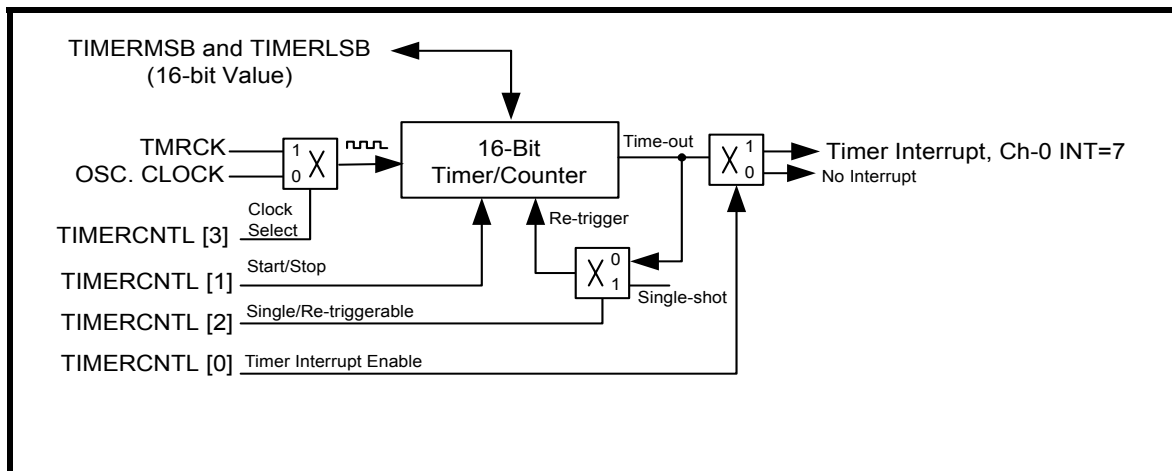 TIMERMSB and TIMERLSB
(16-bit Value)
TMRCK
OSC. CLOCK
1
0
X
16-Bit
Timer/Counter
Time-out
X
1
0
Timer Interrupt, Ch-0 INT=7
No Interrupt
Clock
Select
TIMERCNTL [3]
Re-trigger
X
0
1
Single-shot
TIMERCNTL [1]
Start/Stop
TIMERCNTL [2]
Single/Re-triggerable
TIMERCNTL [0]
Timer Interrupt Enable